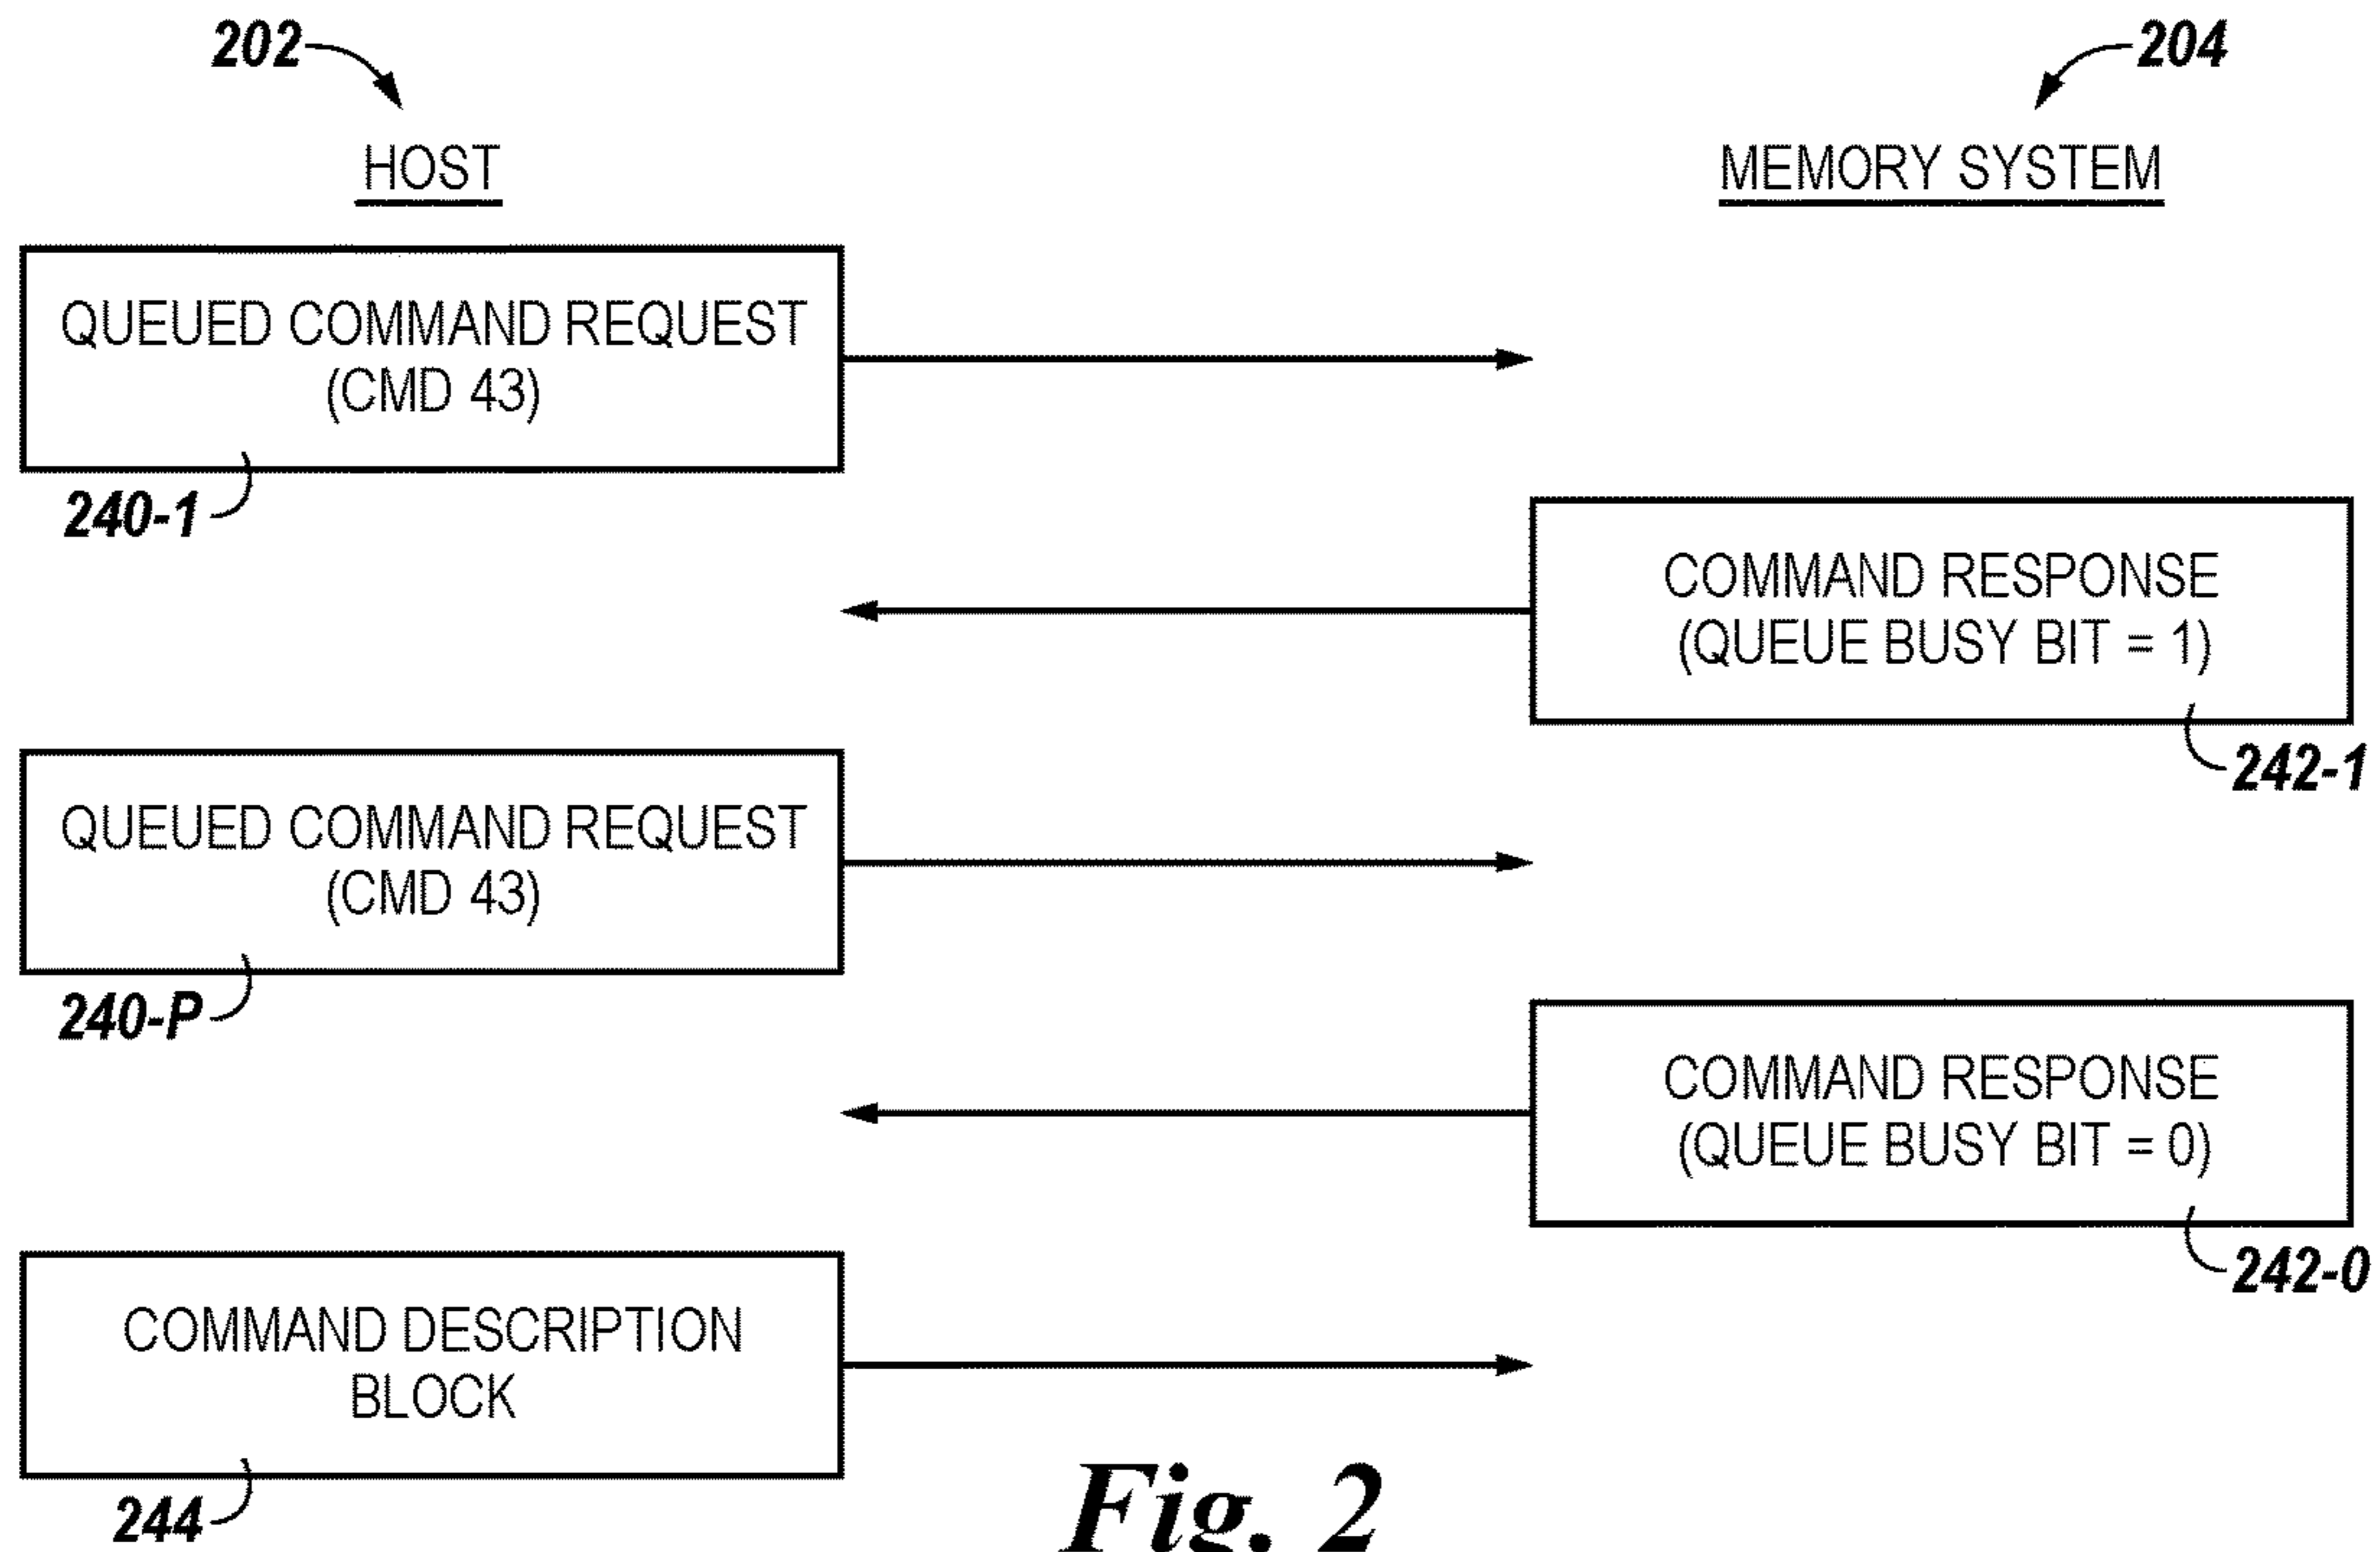 202
204
HOST
MEMORY SYSTEM
QUEUED COMMAND REQUEST
(CMD 43)
240-1
COMMAND RESPONSE
(QUEUE BUSY BIT = 1)
242-1
QUEUED COMMAND REQUEST
(CMD 43)
240-P
COMMAND RESPONSE
(QUEUE BUSY BIT = 0)
242-0
COMMAND DESCRIPTION
BLOCK
244
Fig. 2